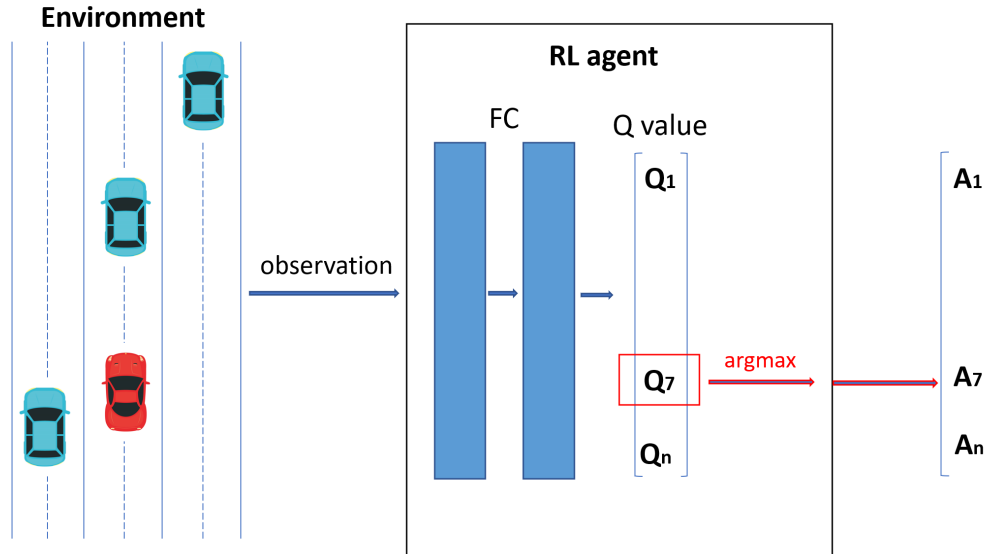 Environment
RL agent
FC
Q value
Q1
A1
observation
argmax
Q7
A7
Qn
An